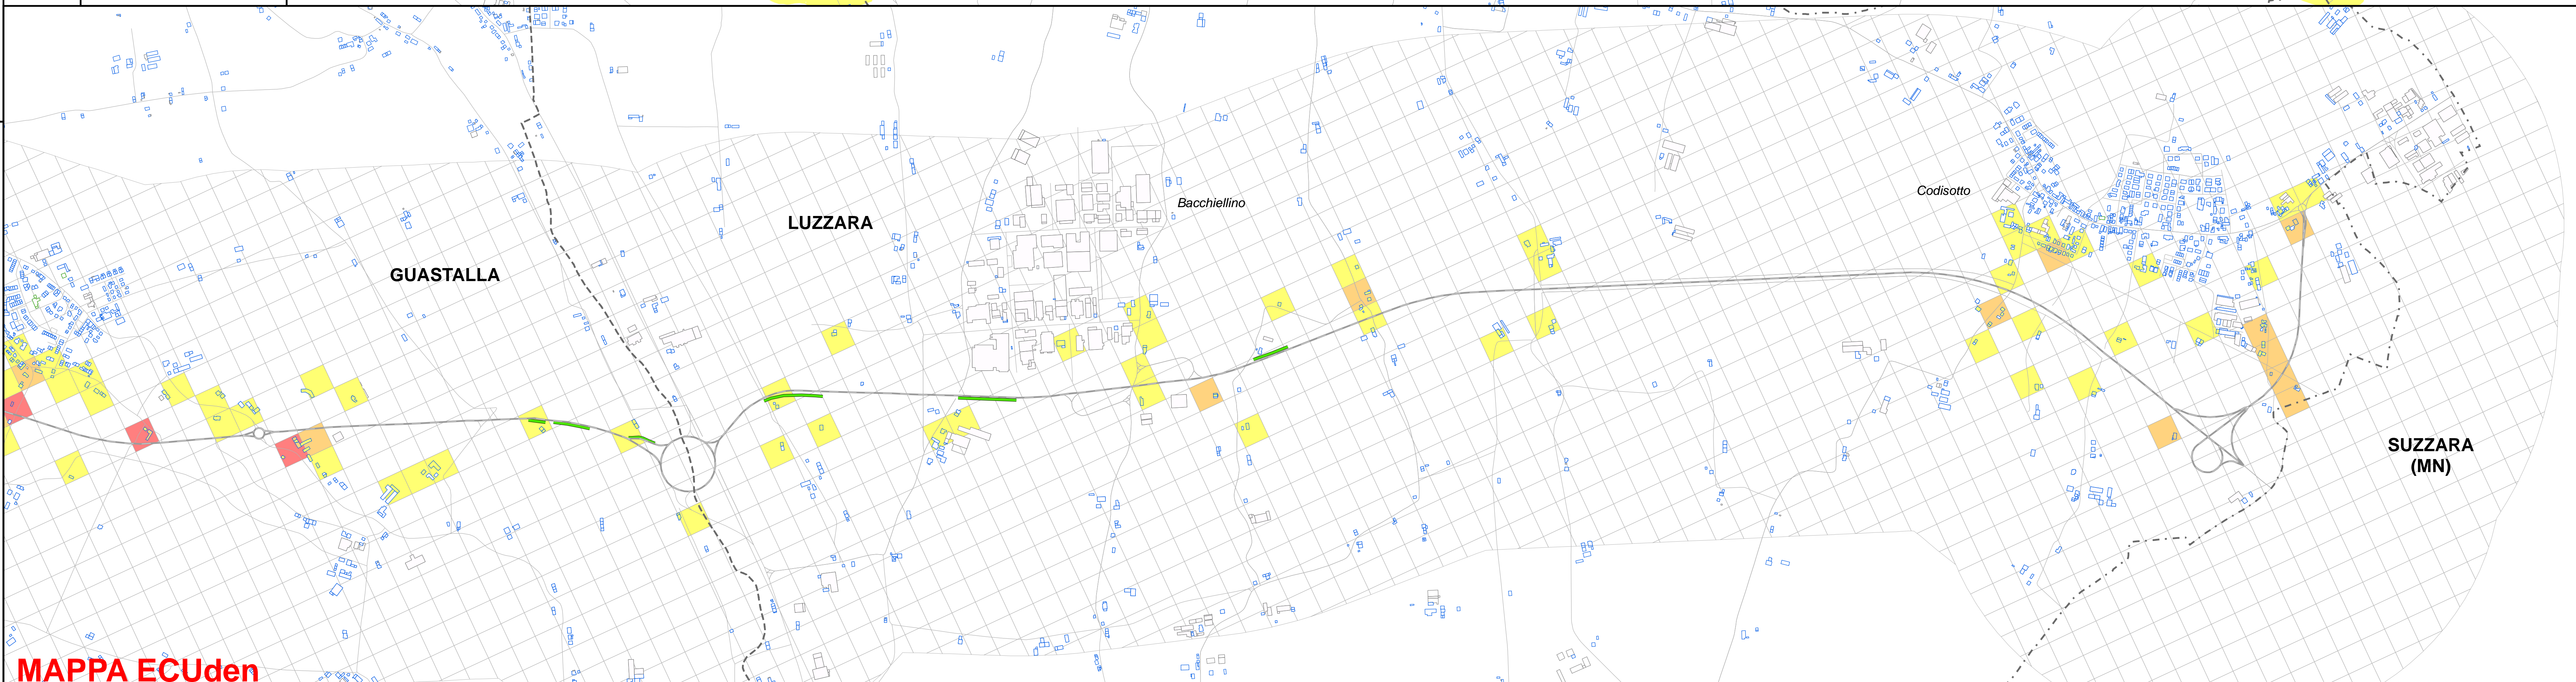 Codisotto
Bacchiellino
LUZZARA
GUASTALLA
SUZZARA
(MN)
MAPPA ECUden